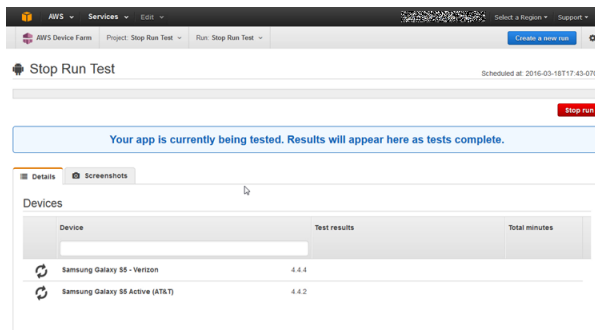 AWS Services Edit Select a Region Support
AWS Device Farm Project: Stop Run Test Run: Stop Run Test Create a new run
Stop Run Test
Scheduled at: 2016-03-18T17:43-070
Stop run
Your app is currently being tested. Results will appear here as tests complete.
Details Screenshots
Devices
Device Test results Total minutes
Samsung Galaxy S5 - Verizon 4.4.4
Samsung Galaxy S5 Active (AT&T) 4.4.2